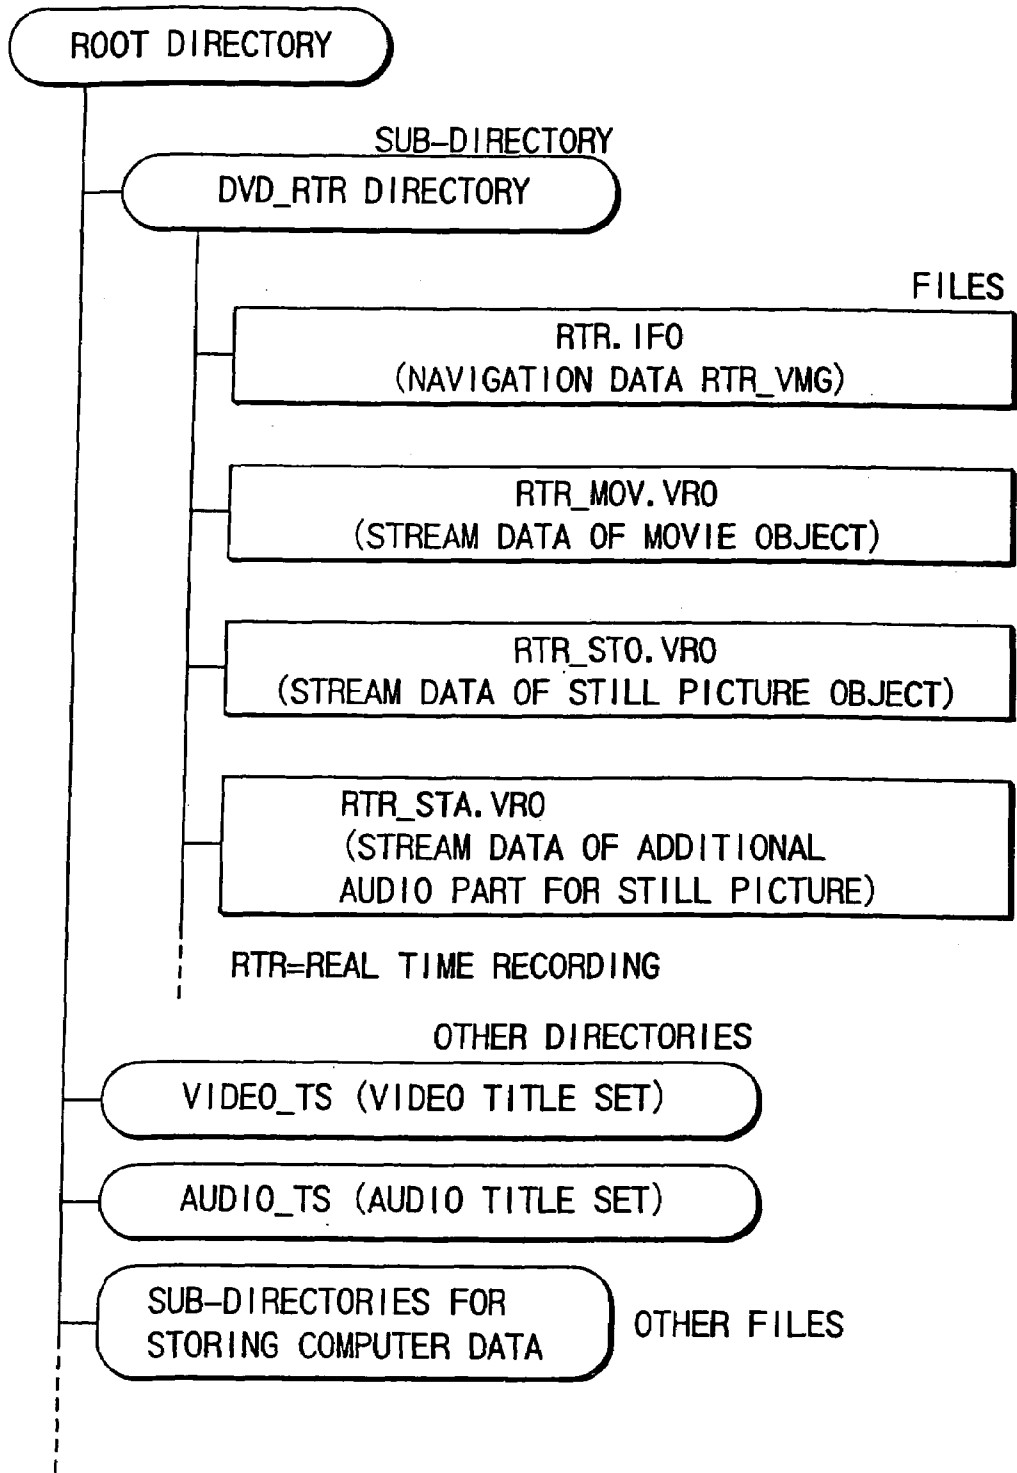 ROOT DIRECTORY
SUB-DIRECTORY
DVD_RTR DIRECTORY
FILES
RTR.IFO
(NAVIGATION DATA RTR_VMG)
RTR_MOV.VRO
(STREAM DATA OF MOVIE OBJECT)
RTR_STO.VRO
(STREAM DATA OF STILL PICTURE OBJECT)
RTR_STA.VRO
(STREAM DATA OF ADDITIONAL
AUDIO PART FOR STILL PICTURE)
RTR=REAL TIME RECORDING
OTHER DIRECTORIES
VIDEO_TS (VIDEO TITLE SET)
AUDIO_TS (AUDIO TITLE SET)
SUB-DIRECTORIES FOR
STORING COMPUTER DATA
OTHER FILES